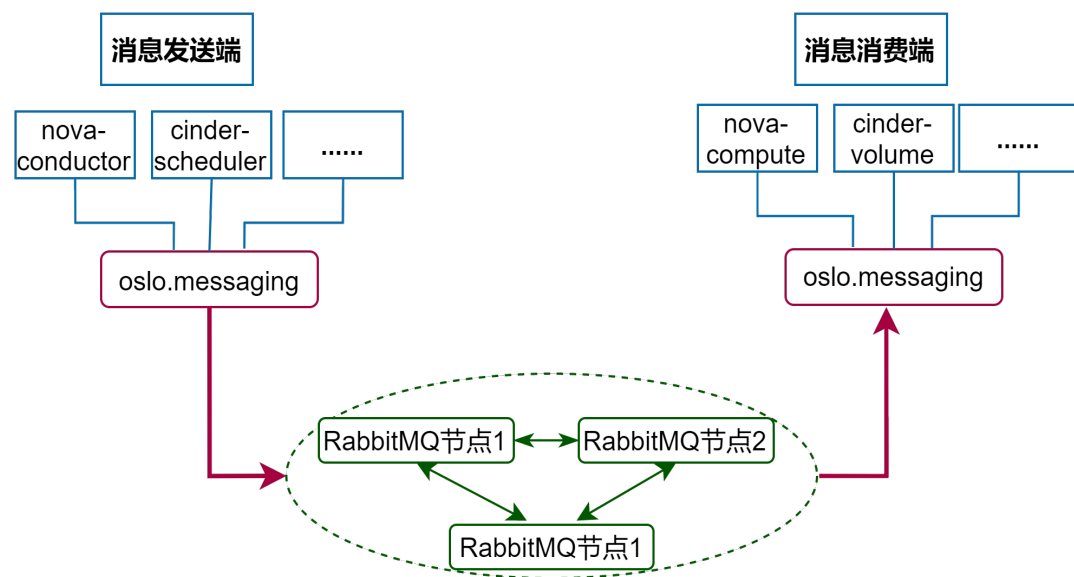 消息发送端
消息消费端
nova-
conductor
cinder-
scheduler
......
nova-
compute
cinder-
volume
......
oslo.messaging
oslo.messaging
RabbitMQ节点1
RabbitMQ节点2
RabbitMQ节点1